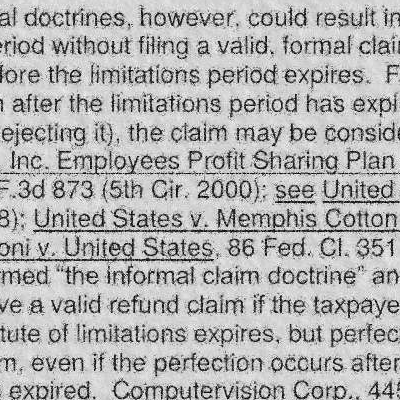 al doctrines, however, could result in
eriod without filing a valid, formal clai
fore the limitations period expires. F
n after the limitations period has expi
ejecting it), the claim may be conside
Inc. Employees Profit Sharing Plan
F.3d 873 (5th Cir. 2000); see United
8); United States v. Memphis Cotton
oni v. United States, 86 Fed. Cl. 351
rmed “the informal claim doctrine” an
ve a valid refund claim if the taxpaye
tute of limitations expires, but perfec
m, even if the perfection occurs after
expired. Computervision Corp., 445